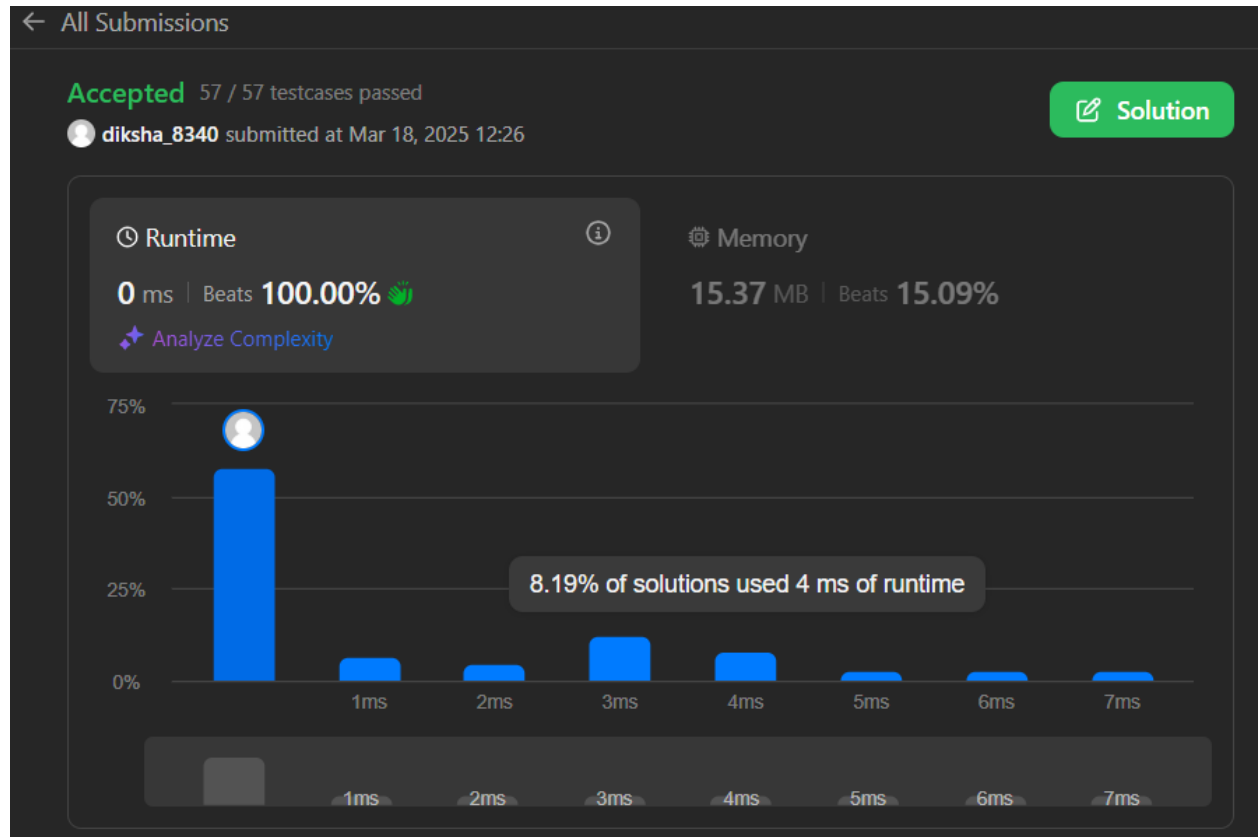 ← All Submissions
Accepted 57 / 57 testcases passed
Solution
diksha_8340 submitted at Mar 18, 2025 12:26
Runtime
Memory
0 ms | Beats 100.00%
15.37 MB | Beats 15.09%
Analyze Complexity
75%
50%
25%
8.19% of solutions used 4 ms of runtime
0%
1ms 2ms 3ms 4ms 5ms 6ms 7ms
1ms 2ms 3ms 4ms 5ms 6ms 7ms